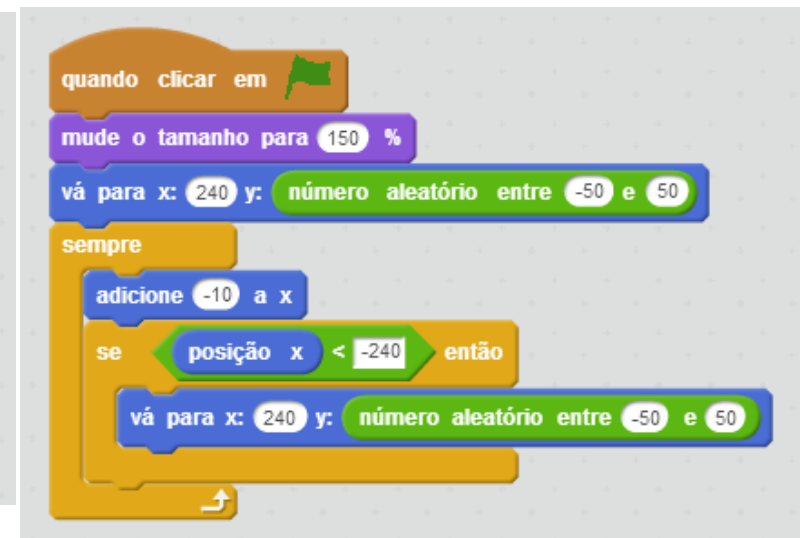 quando clicar em
mude o tamanho para 150 %
vá para x: 240 y: número aleatório entre -50 e 50
sempre
adicione -10 a x
se posição x < -240 então
vá para x: 240 y: número aleatório entre -50 e 50